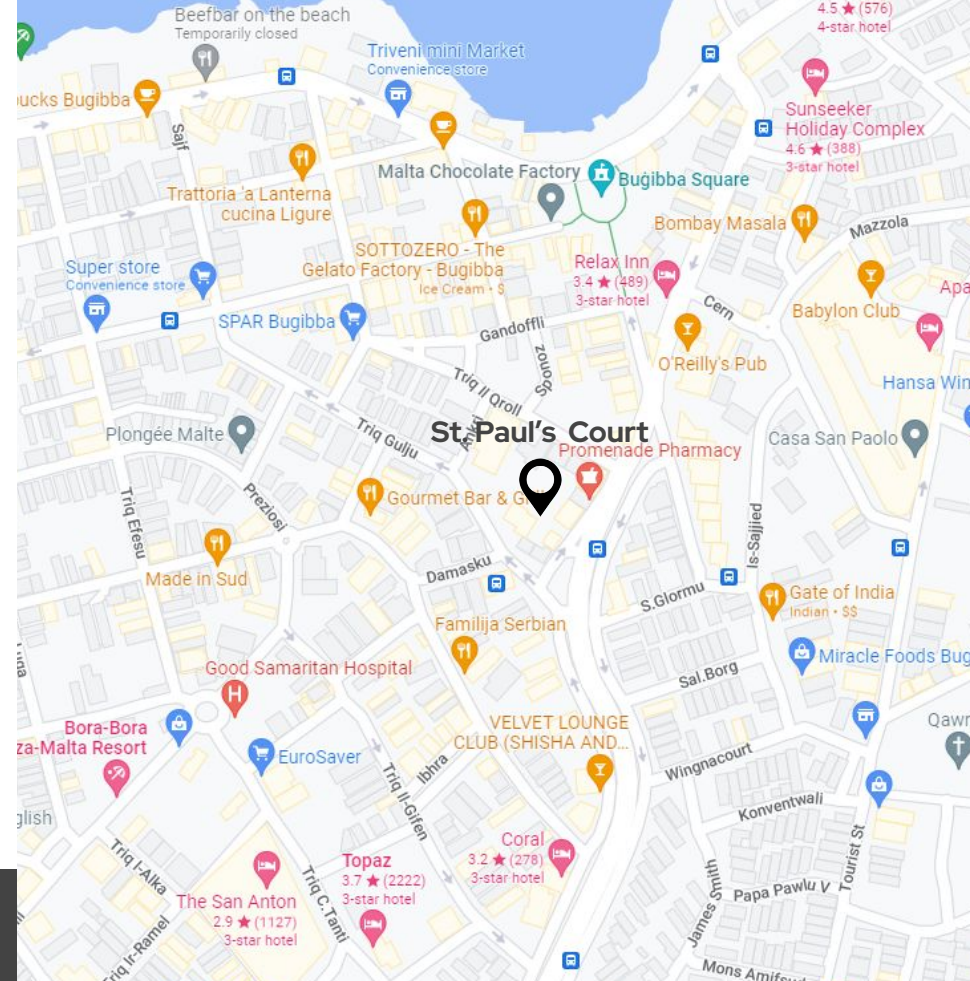 4.5 ★ (576)
4-star hotel
Beefbar on the beach
Temporarily closed
Triveni mini Market
Convenience store
ucks Bugibba
Sajf
Sunseeker
Holiday Complex
4.6 ★ (388)
3-star hotel
Malta Chocolate Factory
Buġibba Square
Trattoria 'a Lanterna
cucina Ligure
Bombay Masala
Mazzola
SOTTOZERO - The
Gelato Factory - Bugibba
Ice Cream • $
Super store
Convenience store
Relax Inn
3.4 ★ (489)
3-star hotel
Apa
Cern
Babylon Club
SPAR Bugibba
Gandoffli
Sponoz
O'Reilly's Pub
Hansa Win
Triq Il Qroll
Plongée Malte
Triq Gulju
St. Paul's Court
Promenade Pharmacy
Casa San Paolo
Triq Efesu
Preziosi
Gourmet Bar & G
Is-Sajjied
Made in Sud
Damasku
S.Glormu
Gate of India
Indian • $$
Familija Serbian
Miracle Foods Bug
Good Samaritan Hospital
Sal.Borg
Bora-Bora
za-Malta Resort
VELVET LOUNGE
CLUB (SHISHA AND...
Qawr
EuroSaver
Ibhra
Triq Il-Gifen
Wingnacourt
Konventwali
glish
Triq l-Alka
Coral
3.2 ★ (278)
3-star hotel
Topaz
3.7 ★ (2222)
3-star hotel
Tourist St
The San Anton
2.9 ★ (1127)
3-star hotel
Triq C.Tanti
James Smith
Papa Pawlu V
Triq Ir-Ramel